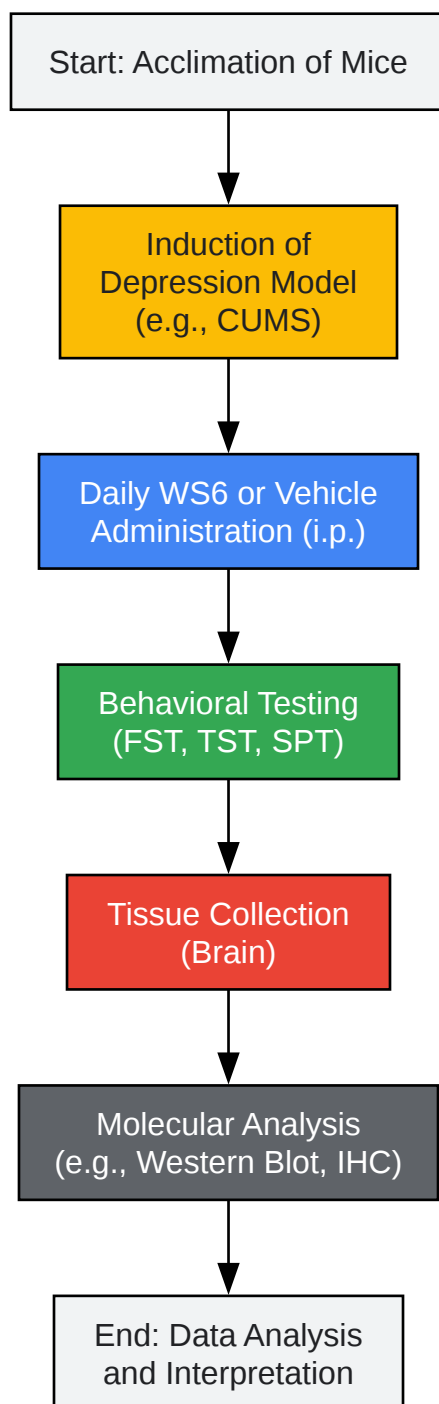 Start: Acclimation of Mice
Induction of
Depression Model
(e.g., CUMS)
Daily WS6 or Vehicle
Administration (i.p.)
Behavioral Testing
(FST, TST, SPT)
Tissue Collection
(Brain)
Molecular Analysis
(e.g., Western Blot, IHC)
End: Data Analysis
and Interpretation